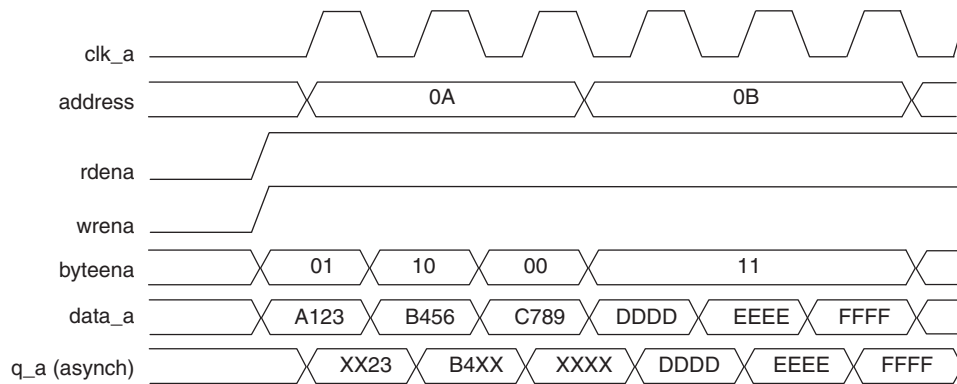 clk_a
address 0A 0B
rdena
wrena
byteena 01 10 00 11
data_a A123 B456 C789 DDDD EEEE FFFF
q_a (asynch) XX23 B4XX XXXX DDDD EEEE FFFF